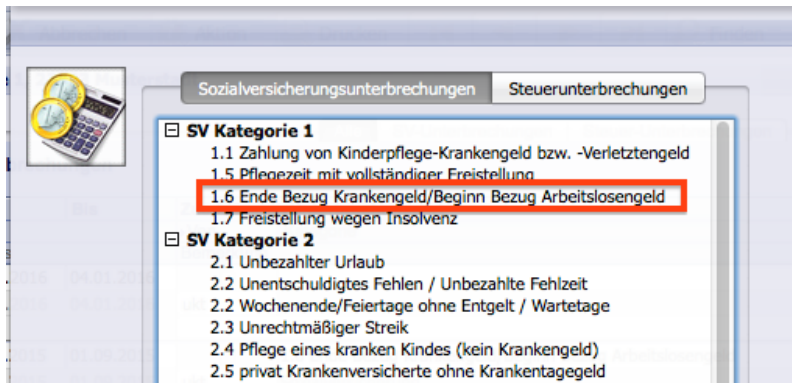 Sozialversicherungsunterbrechungen Steuerunterbrechungen
SV Kategorie 1
1.1 Zahlung von Kinderpflege-Krankengeld bzw. -Verletztengeld
1.5 Pflegezeit mit vollständiger Freistellung
1.6 Ende Bezug Krankengeld/Beginn Bezug Arbeitslosengeld
1.7 Freistellung wegen Insolvenz
SV Kategorie 2
2.1 Unbezahlter Urlaub
2.2 Unentschuldigtes Fehlen / Unbezahlte Fehlzeit
2.2 Wochenende/Feiertage ohne Entgelt / Wartetage
2.3 Unrechtmäßiger Streik
2.4 Pflege eines kranken Kindes (kein Krankengeld)
2.5 privat Krankenversicherte ohne Krankentagegeld